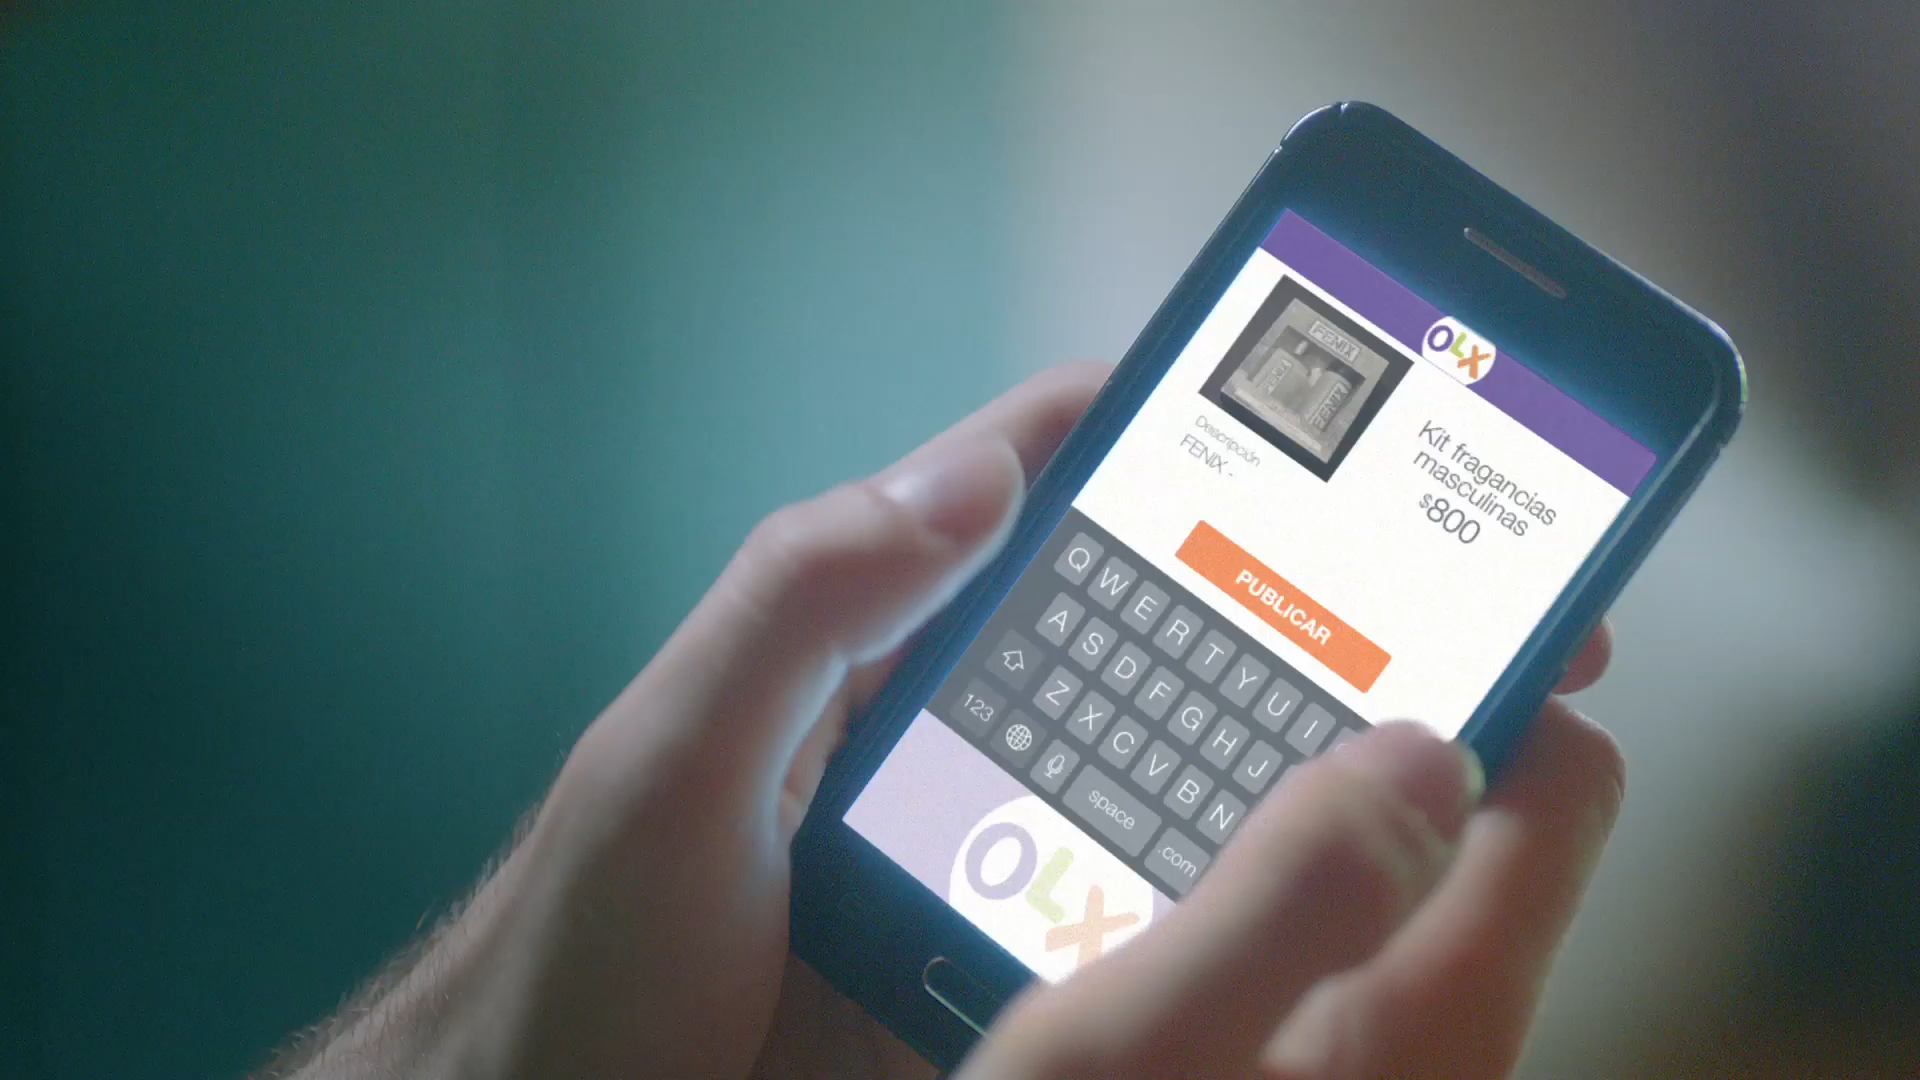 OLX
FENIX
FENIX
FENIX
Kit fragancias
masculinas
$800
Descripción
FENIX -
PUBLICAR
Q W E R T Y U I
A S D F G H J
Z X C V B N
123 space .com
OLX